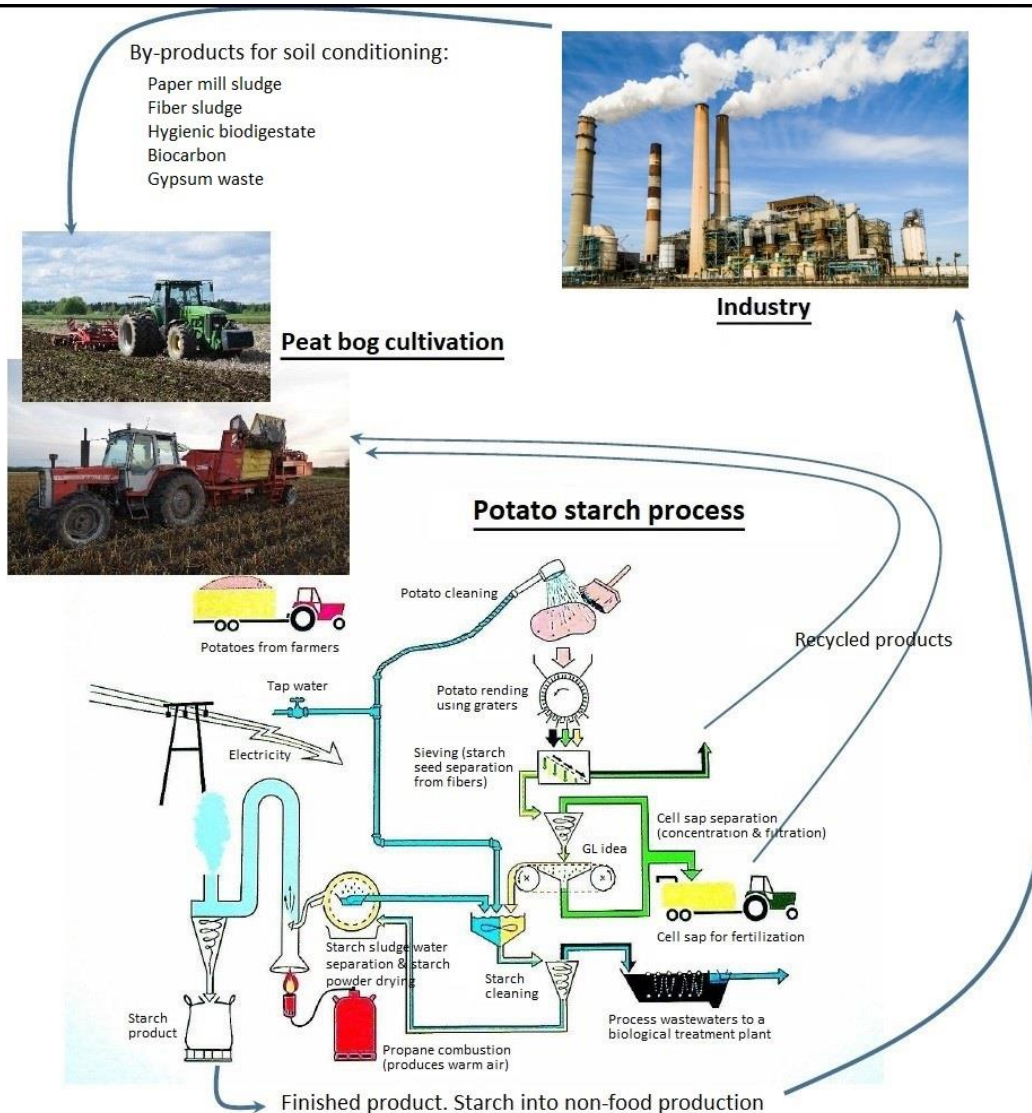 By-products for soil conditioning:
Paper mill sludge
Fiber sludge
Hygienic biodigestate
Biocarbon
Gypsum waste
Industry
Peat bog cultivation
Potato starch process
Potato cleaning
Potatoes from farmers
Recycled products
Tap water
Potato rending
using graters
Electricity
Sieving (starch
seed separation
from fibers)
Cell sap separation
(concentration & filtration)
GL idea
Cell sap for fertilization
Starch sludge water
separation & starch
powder drying
Starch
cleaning
Process wastewaters to a
biological treatment plant
Starch
product
Propane combustion
(produces warm air)
Finished product. Starch into non-food production